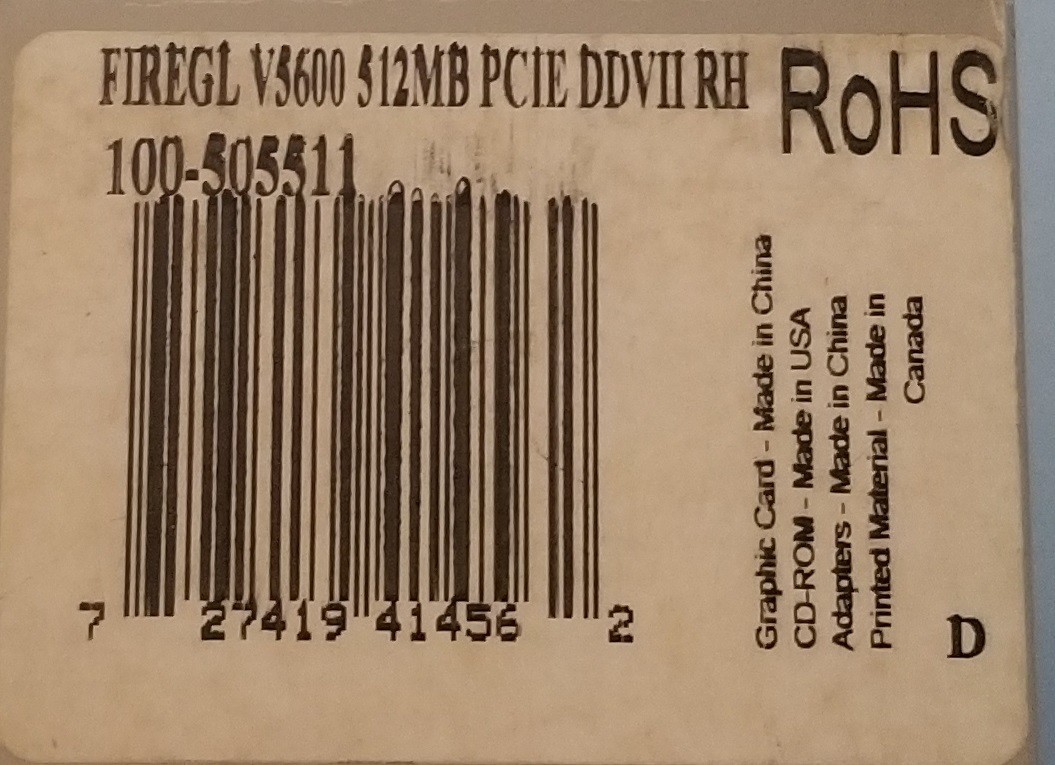 FIREGL V5600 512MB PCIE DDVII RH
RoHS
100-505511
7 27419 41456 2
Graphic Card - Made in China
CD-ROM - Made in USA
Adapters - Made in China
Printed Material - Made in
Canada
D